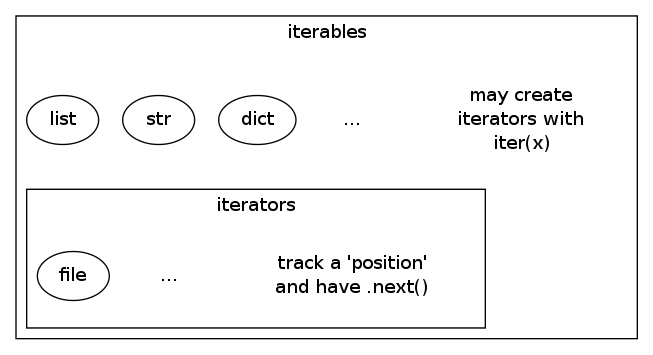 iterables
list str dict ... may create
iterators with
iter(x)
iterators
file ... track a 'position'
and have .next()